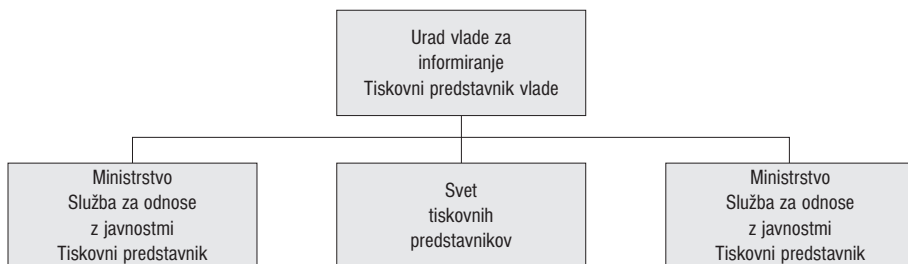 Urad vlade za
informiranje
Tiskovni predstavnik vlade
Ministrstvo
Služba za odnose
z javnostmi
Tiskovni predstavnik
Svet
tiskovnih
predstavnikov
Ministrstvo
Služba za odnose
z javnostmi
Tiskovni predstavnik